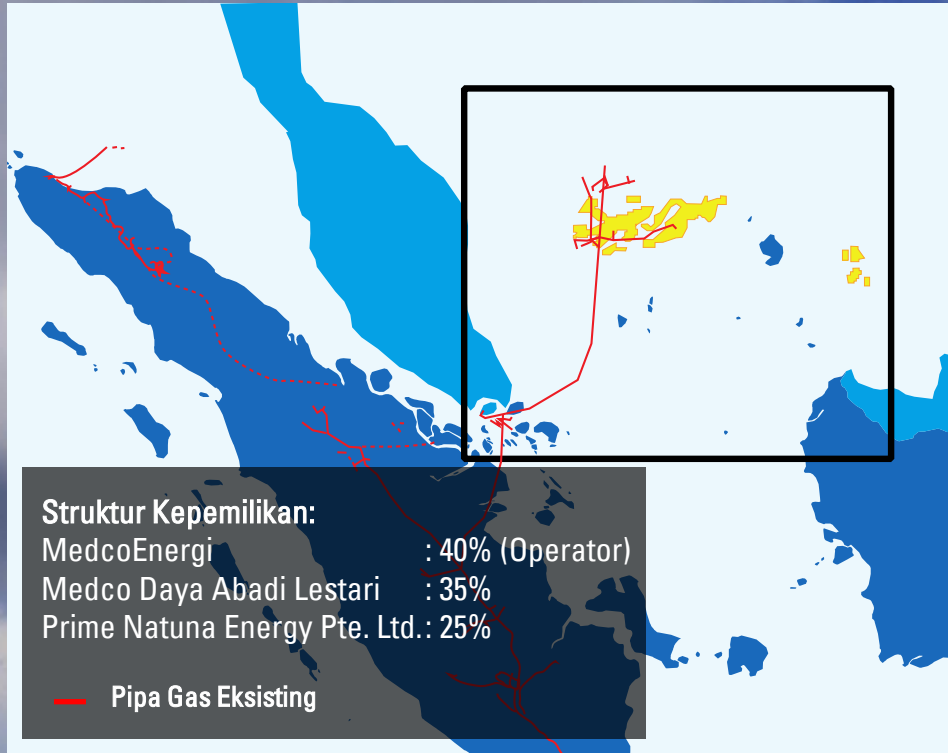 Struktur Kepemilikan:
MedcoEnergi : 40% (Operator)
Medco Daya Abadi Lestari : 35%
Prime Natuna Energy Pte. Ltd.: 25%
Pipa Gas Eksisting